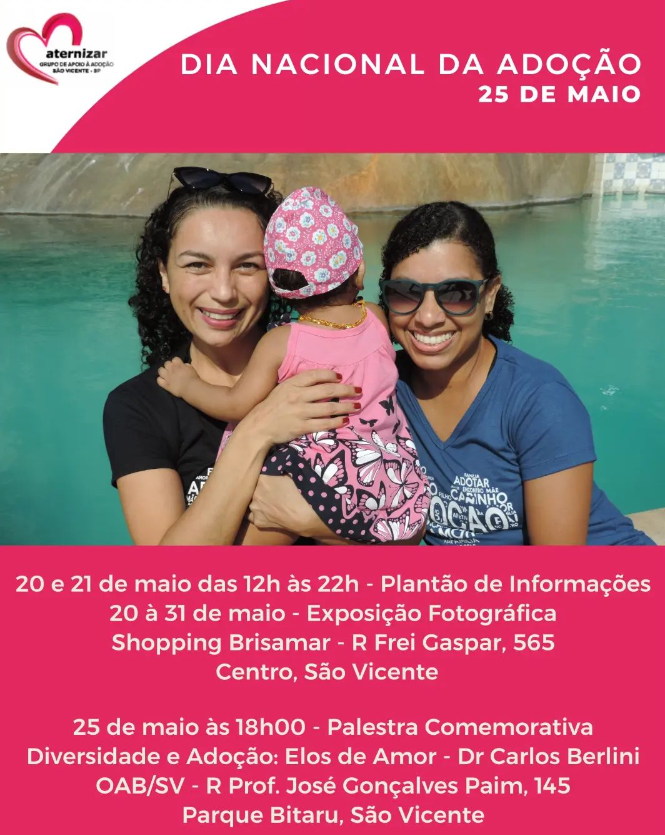 aternizar
GRUPO DE APOIO À ADOÇÃO
SÃO VICENTE - SP
DIA NACIONAL DA ADOÇÃO
25 DE MAIO
ADOTAR
ENCONTRO MÃE
FILHO
CARINHO
20 e 21 de maio das 12h às 22h - Plantão de Informações
20 à 31 de maio - Exposição Fotográfica
Shopping Brisamar - R Frei Gaspar, 565
Centro, São Vicente
25 de maio às 18h00 - Palestra Comemorativa
Diversidade e Adoção: Elos de Amor - Dr Carlos Berlini
OAB/SV - R Prof. José Gonçalves Paim, 145
Parque Bitaru, São Vicente